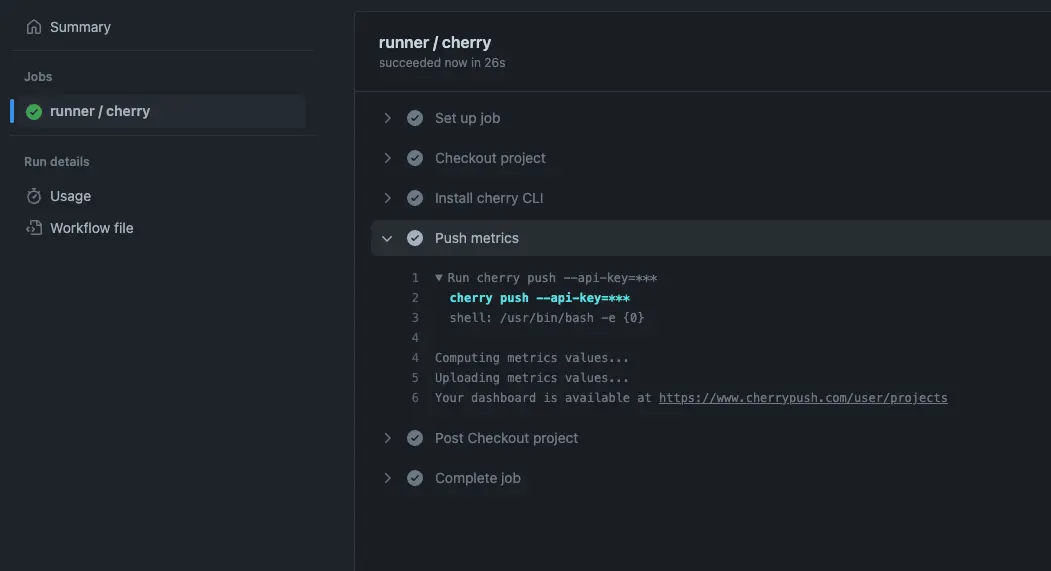 Summary
Jobs
runner / cherry
Run details
Usage
Workflow file
runner / cherry
succeeded now in 26s
Set up job
Checkout project
Install cherry CLI
Push metrics
1 ▼ Run cherry push --api-key=***
2 cherry push --api-key=***
3 shell: /usr/bin/bash -e {0}
4
4 Computing metrics values...
5 Uploading metrics values...
6 Your dashboard is available at https://www.cherrypush.com/user/projects
Post Checkout project
Complete job